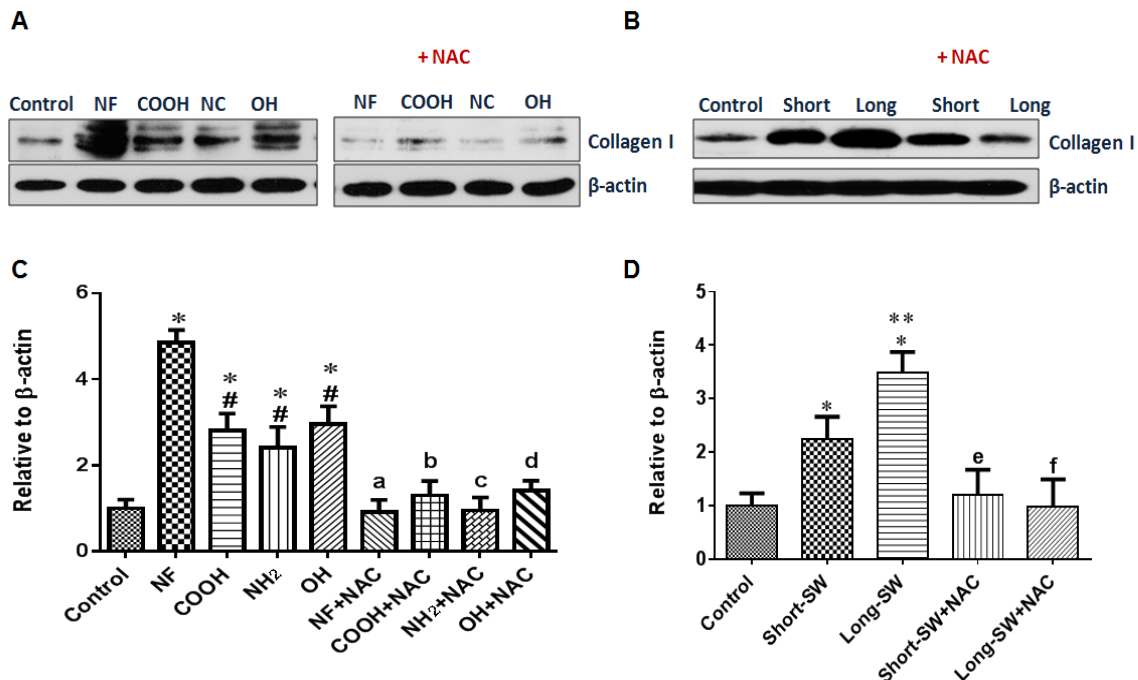 A
B
+ NAC
+ NAC
Control NF COOH NC OH
NF COOH NC OH
Control Short Long Short Long
Collagen I
Collagen I
β-actin
β-actin
C
D
Relative to β-actin
6
4
2
0
*
*
#
*
#
*
#
a
b
c
d
Control
NF
COOH
NH2
OH
NF+NAC
COOH+NAC
NH2+NAC
OH+NAC
Relative to β-actin
5
4
3
2
1
0
*
**
*
e
f
Control
Short-SW
Long-SW
Short-SW+NAC
Long-SW+NAC